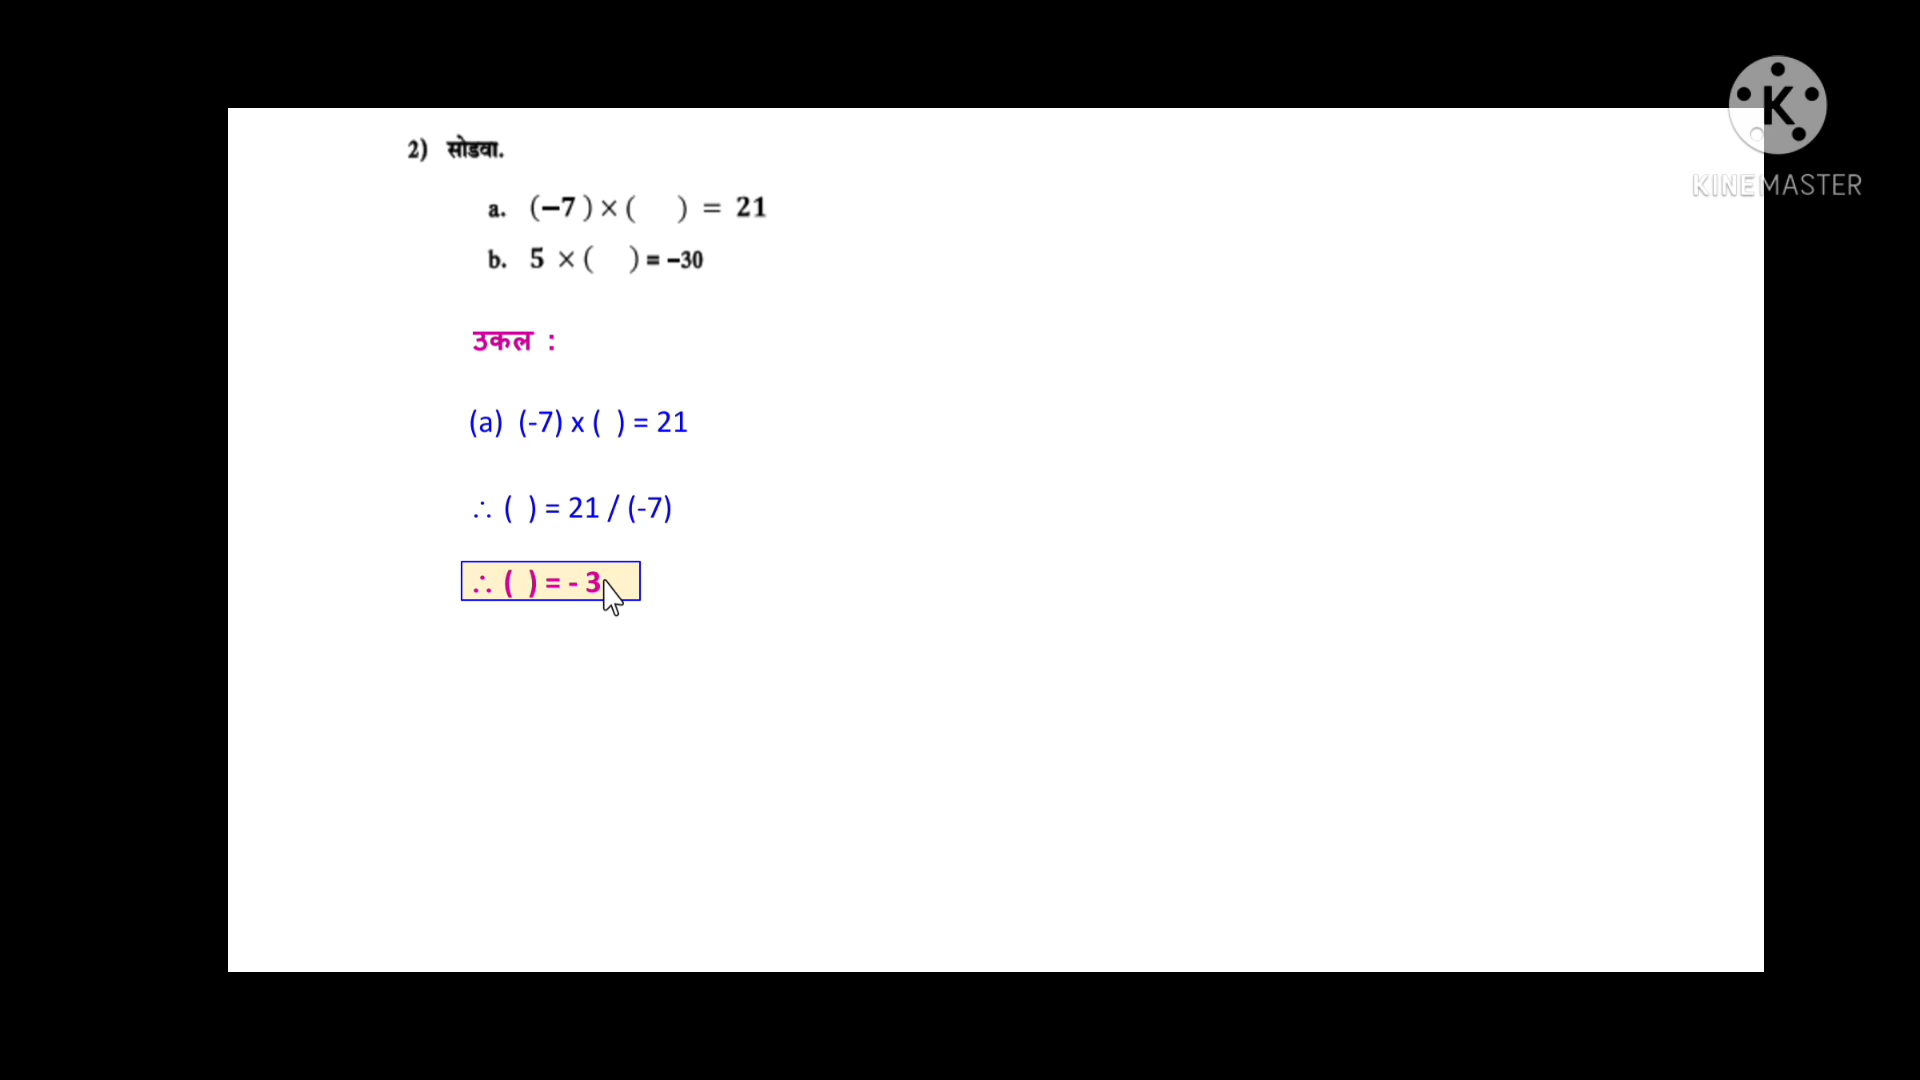 2) सोडवा.
a. (−7) × (    ) = 21
b. 5 × (    ) = −30
उकल :
(a) (-7) x (  ) = 21
∴ (  ) = 21 / (-7)
∴ (  ) = - 3
K
KINEMASTER